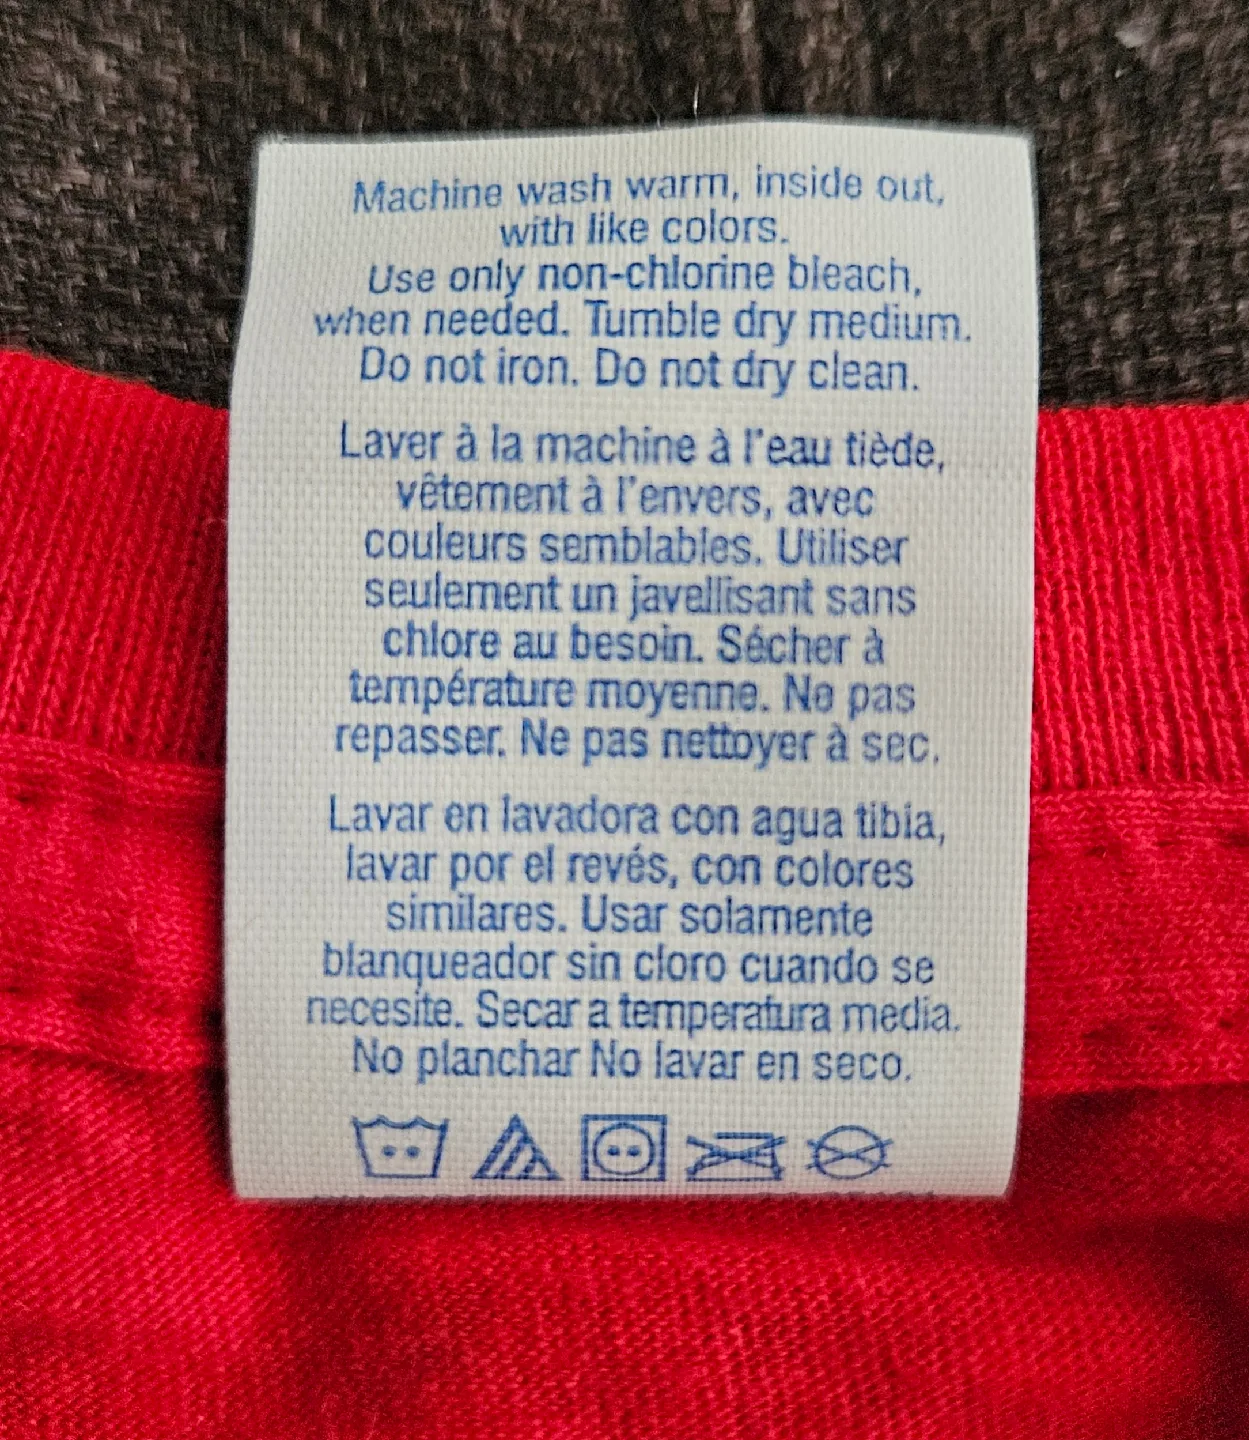 Machine wash warm, inside out,
with like colors.
Use only non-chlorine bleach,
when needed. Tumble dry medium.
Do not iron. Do not dry clean.
Laver à la machine à l'eau tiède,
vêtement à l'envers, avec
couleurs semblables. Utiliser
seulement un javellisant sans
chlore au besoin. Sécher à
température moyenne. Ne pas
repasser. Ne pas nettoyer à sec.
Lavar en lavadora con agua tibia,
lavar por el revés, con colores
similares. Usar solamente
blanqueador sin cloro cuando se
necesite. Secar a temperatura media.
No planchar No lavar en seco.